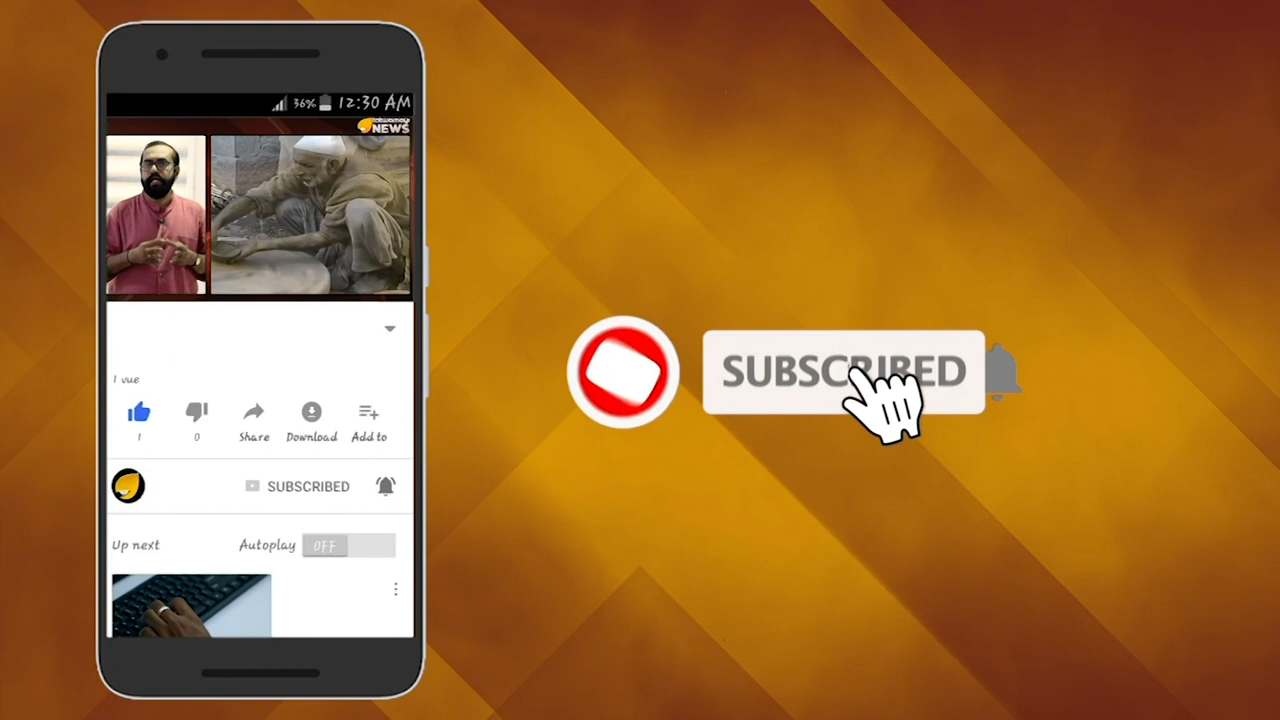 36% 12:30 AM
Tatwamayi
NEWS
1 vue
1 0 Share Download Add to
SUBSCRIBED
Up next Autoplay OFF
SUBSCRIBED